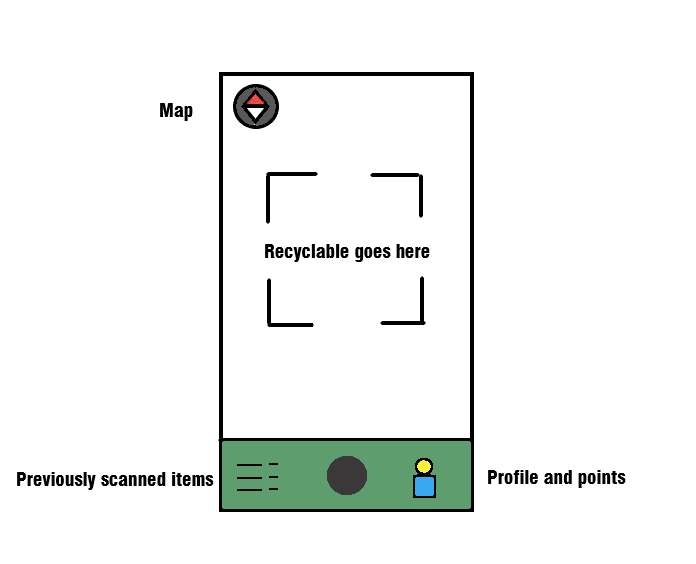 Map
Recyclable goes here
Previously scanned items
Profile and points